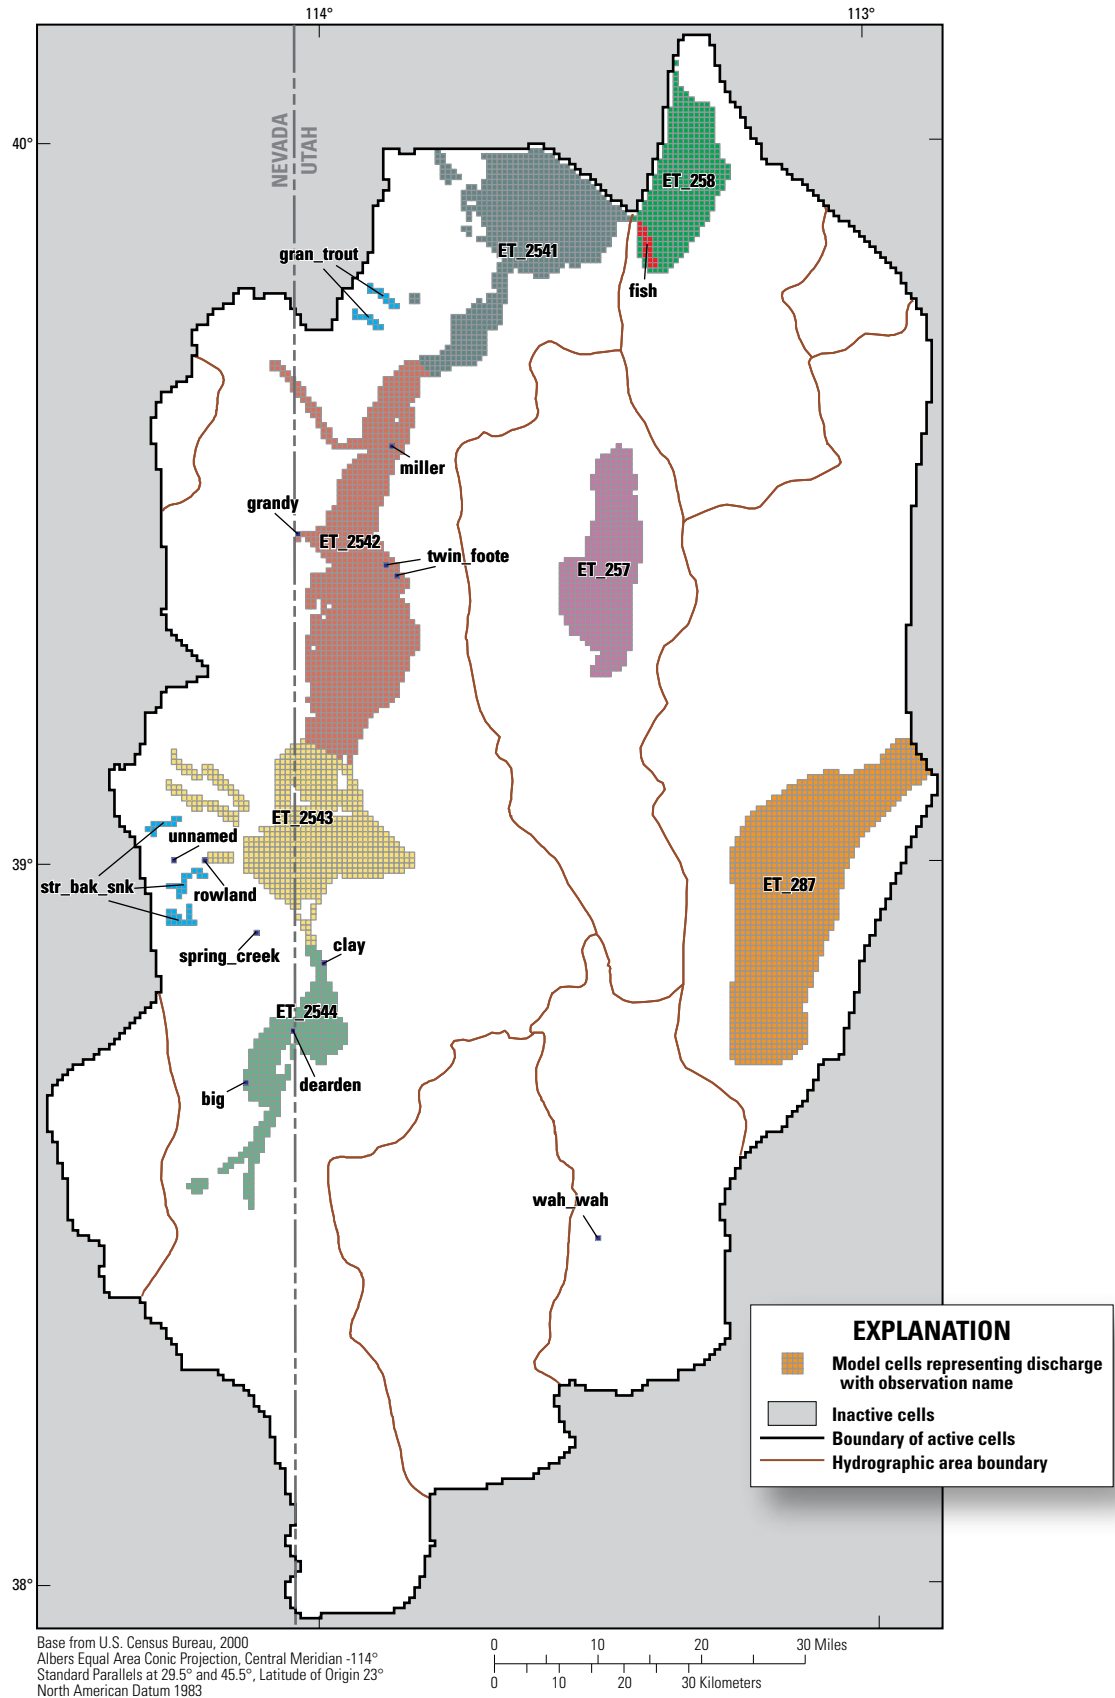 114°
113°
40°
NEVADA
UTAH
ET_258
ET_2541
gran_trout
fish
miller
grandy
ET_2542
twin_foote
ET_257
ET_2543
unnamed
39°
str_bak_snk
rowland
ET_287
clay
spring_creek
ET_2544
dearden
big
wah_wah
EXPLANATION
Model cells representing discharge
with observation name
Inactive cells
Boundary of active cells
Hydrographic area boundary
38°
Base from U.S. Census Bureau, 2000
Albers Equal Area Conic Projection, Central Meridian -114°
Standard Parallels at 29.5° and 45.5°, Latitude of Origin 23°
North American Datum 1983
0 10 20 30 Miles
0 10 20 30 Kilometers